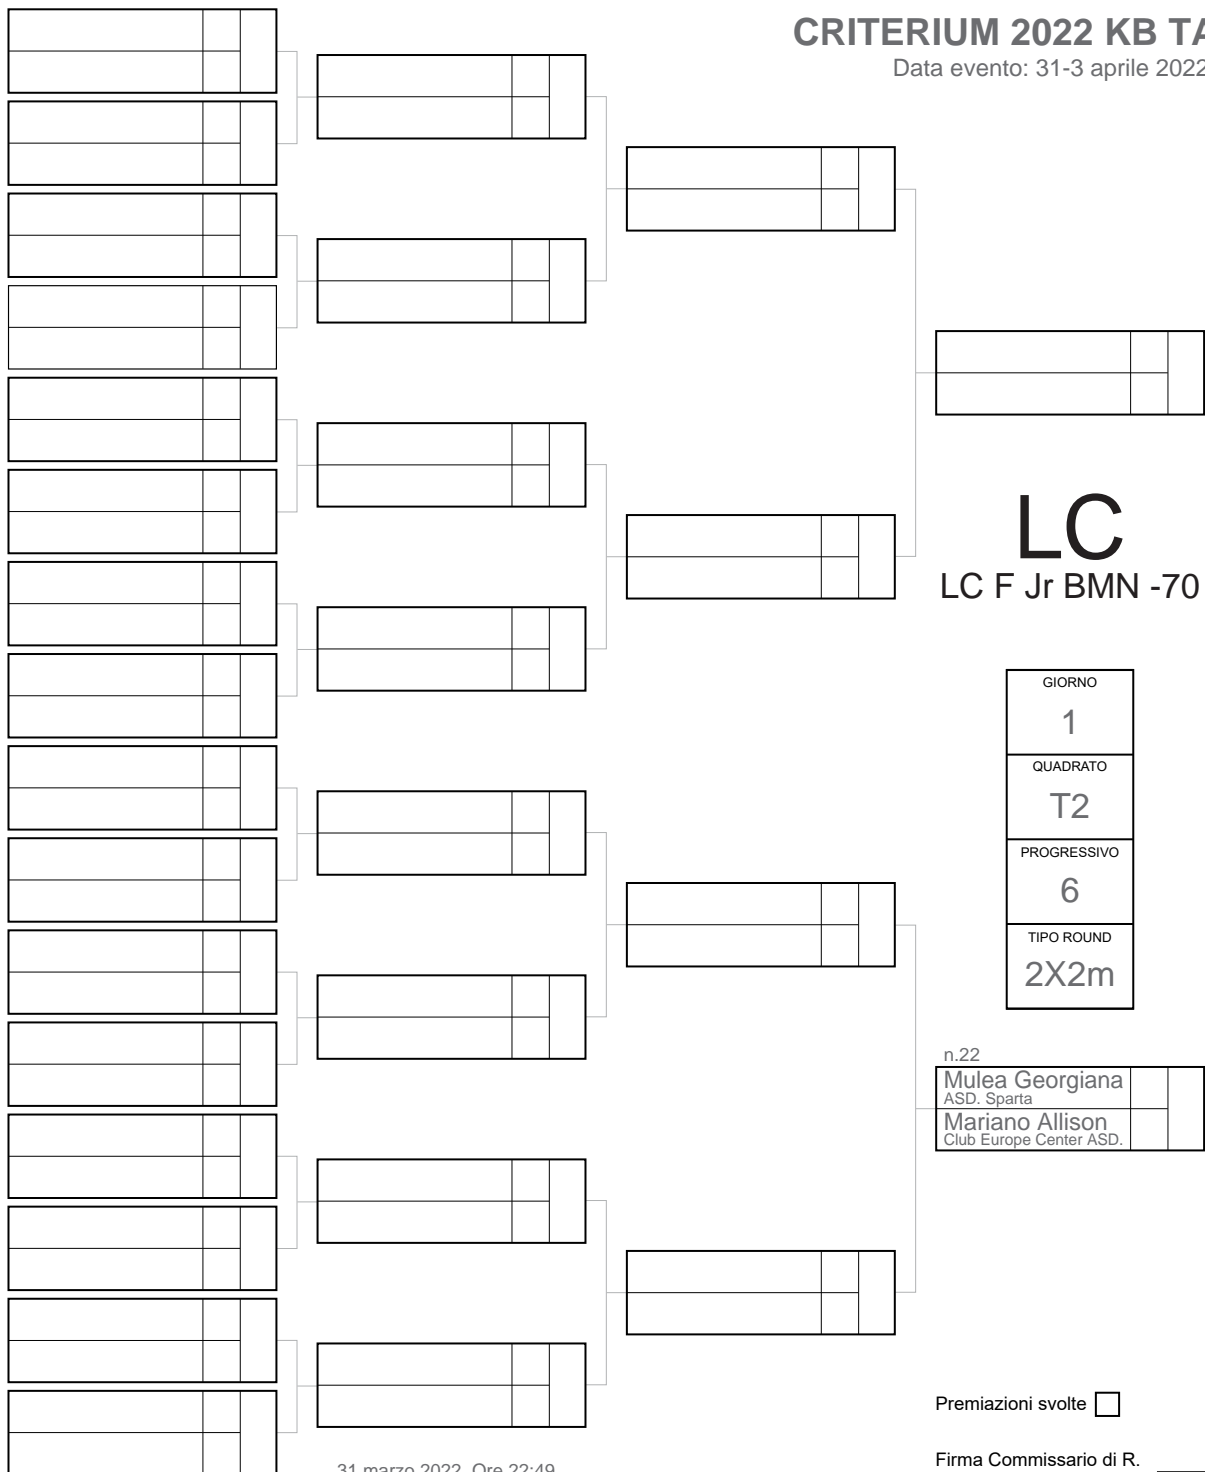 CRITERIUM 2022 KB
Data evento: 31-3 aprile 2022
LC
LC F Jr BMN -70
GIORNO
1
QUADRATO
T2
PROGRESSIVO
6
TIPO ROUND
2X2m
n.22
Mulea Georgiana
ASD. Sparta
Mariano Allison
Club Europe Center ASD.
Premiazioni svolte
Firma Commissario di R.
31 marzo 2022 Ore 22:49